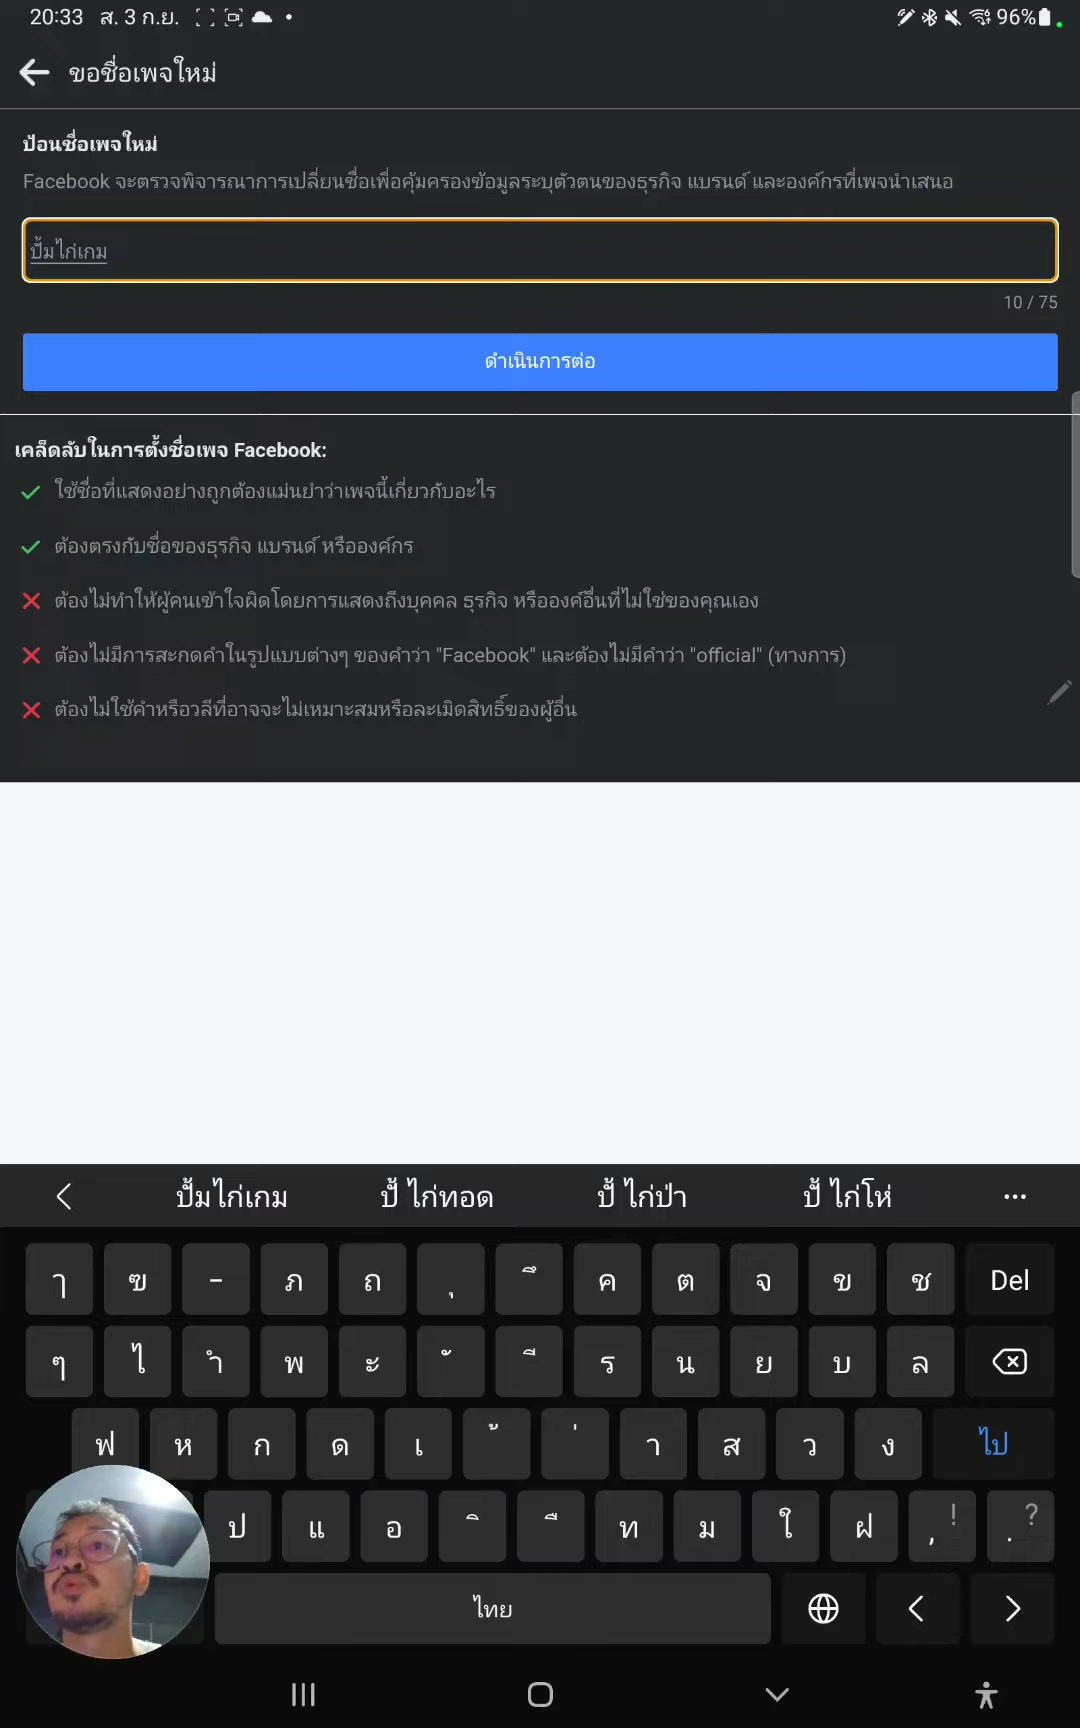 20:33 ส. 3 ก.ย. 96%
ขอชื่อเพจใหม่
ป้อนชื่อเพจใหม่
Facebook จะตรวจพิจารณาการเปลี่ยนชื่อเพื่อคุ้มครองข้อมูลระบุตัวตนของธุรกิจ แบรนด์ และองค์กรที่เพจนำเสนอ
ปั้มไก่เกม
10 / 75
ดำเนินการต่อ
เคล็ดลับในการตั้งชื่อเพจ Facebook:
ใช้ชื่อที่แสดงอย่างถูกต้องแม่นยำว่าเพจนี้เกี่ยวกับอะไร
ต้องตรงกับชื่อของธุรกิจ แบรนด์ หรือองค์กร
ต้องไม่ทำให้ผู้คนเข้าใจผิดโดยการแสดงถึงบุคคล ธุรกิจ หรือองค์อื่นที่ไม่ใช่ของคุณเอง
ต้องไม่มีการสะกดคำในรูปแบบต่างๆ ของคำว่า "Facebook" และต้องไม่มีคำว่า "official" (ทางการ)
ต้องไม่ใช้คำหรือวลีที่อาจจะไม่เหมาะสมหรือละเมิดสิทธิ์ของผู้อื่น
ปั้มไก่เกม ปั้ ไก่ทอด ปั้ ไก่ป่า ปั้ ไก่โห่ ...
ๅ ฃ - ภ ถ ุ ึ ค ต จ ข ช Del
ๆ ไ ำ พ ะ ั ี ร น ย บ ล
ฟ ห ก ด เ ้ ่ า ส ว ง ไป
ป แ อ ิ ื ท ม ใ ฝ , ! . ?
ไทย